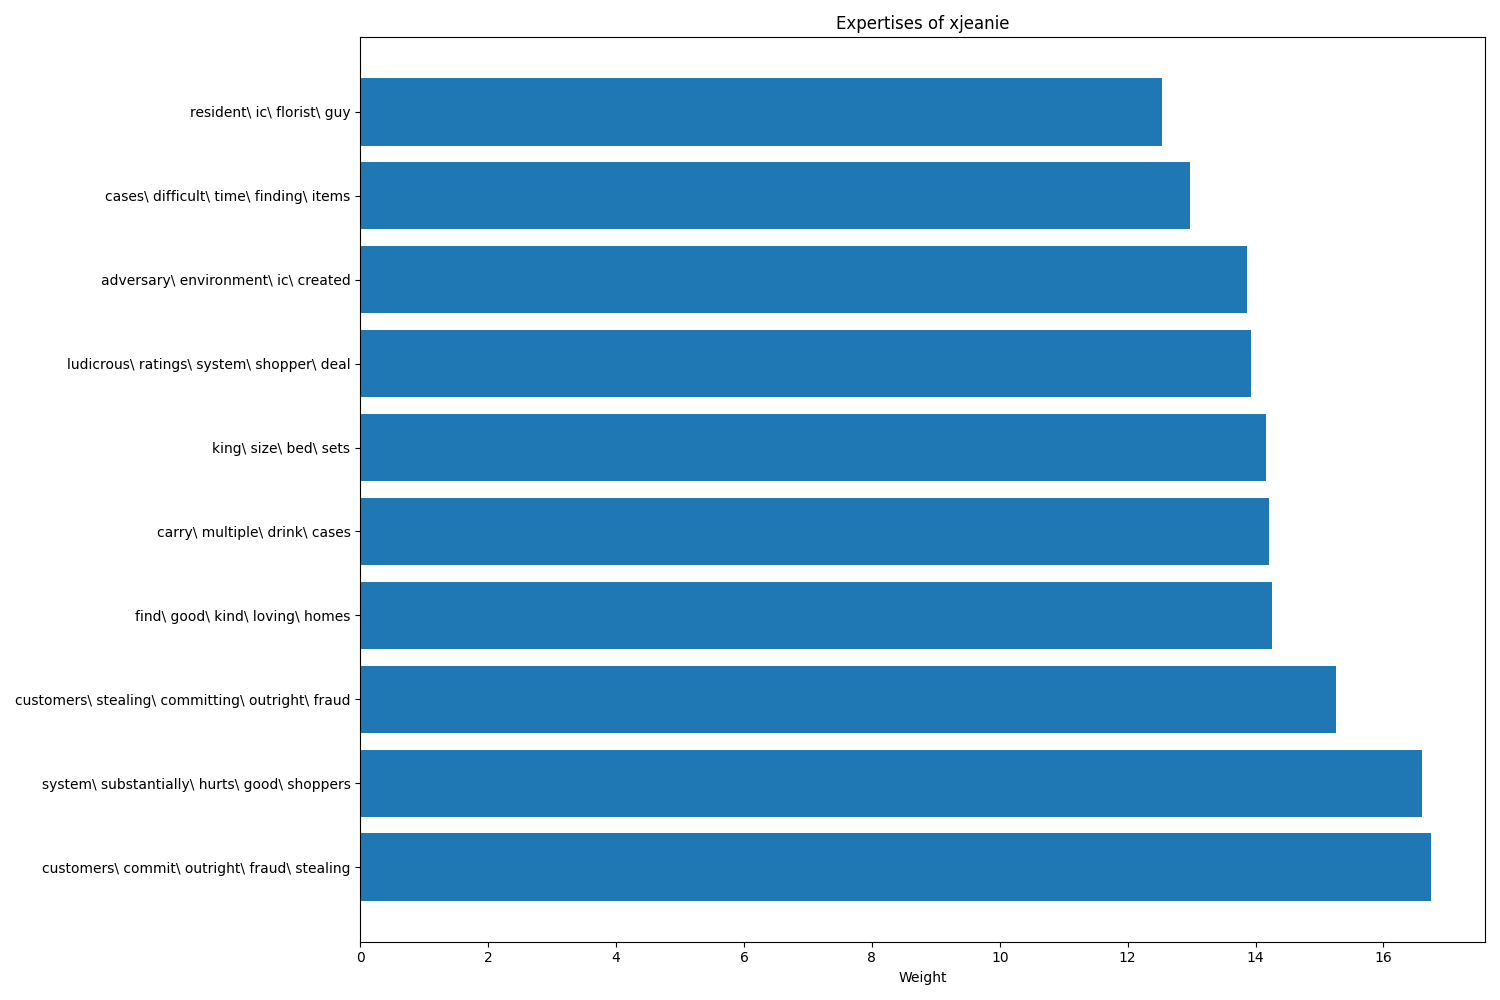 Expertises of xjeanie
resident\ ic\ florist\ guy
cases\ difficult\ time\ finding\ items
adversary\ environment\ ic\ created
ludicrous\ ratings\ system\ shopper\ deal
king\ size\ bed\ sets
carry\ multiple\ drink\ cases
find\ good\ kind\ loving\ homes
customers\ stealing\ committing\ outright\ fraud
system\ substantially\ hurts\ good\ shoppers
customers\ commit\ outright\ fraud\ stealing
0 2 4 6 8 10 12 14 16
Weight